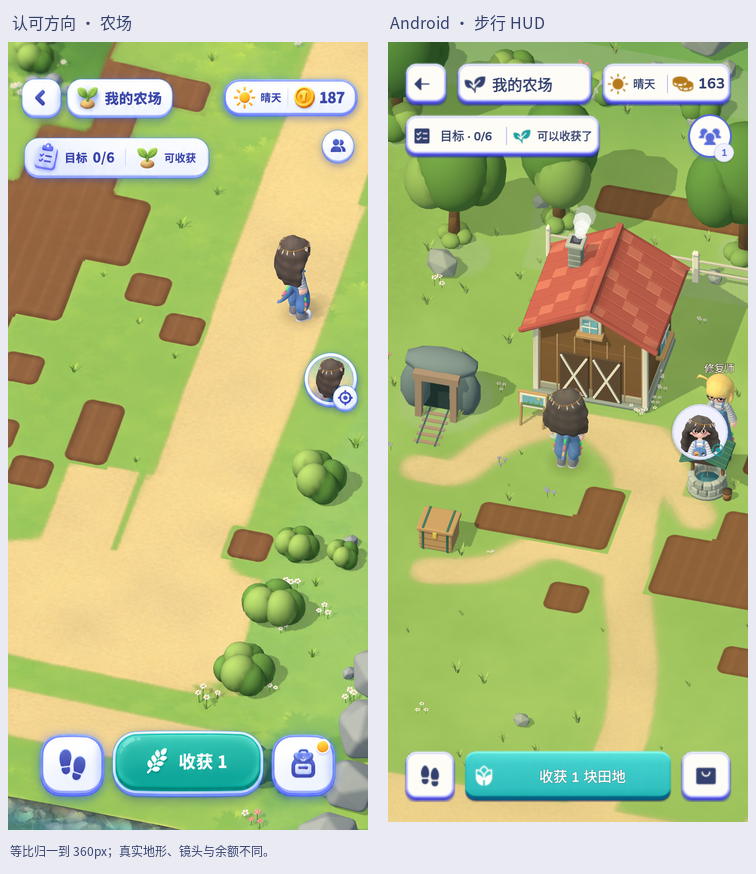 认可方向 · 农场
我的农场
晴天
187
目标 0/6
可收获
收获 1
等比归一到 360px；真实地形、镜头与余额不同。
Android · 步行 HUD
我的农场
晴天
163
目标 · 0/6
可以收获了
1
修复师
收获 1 块田地